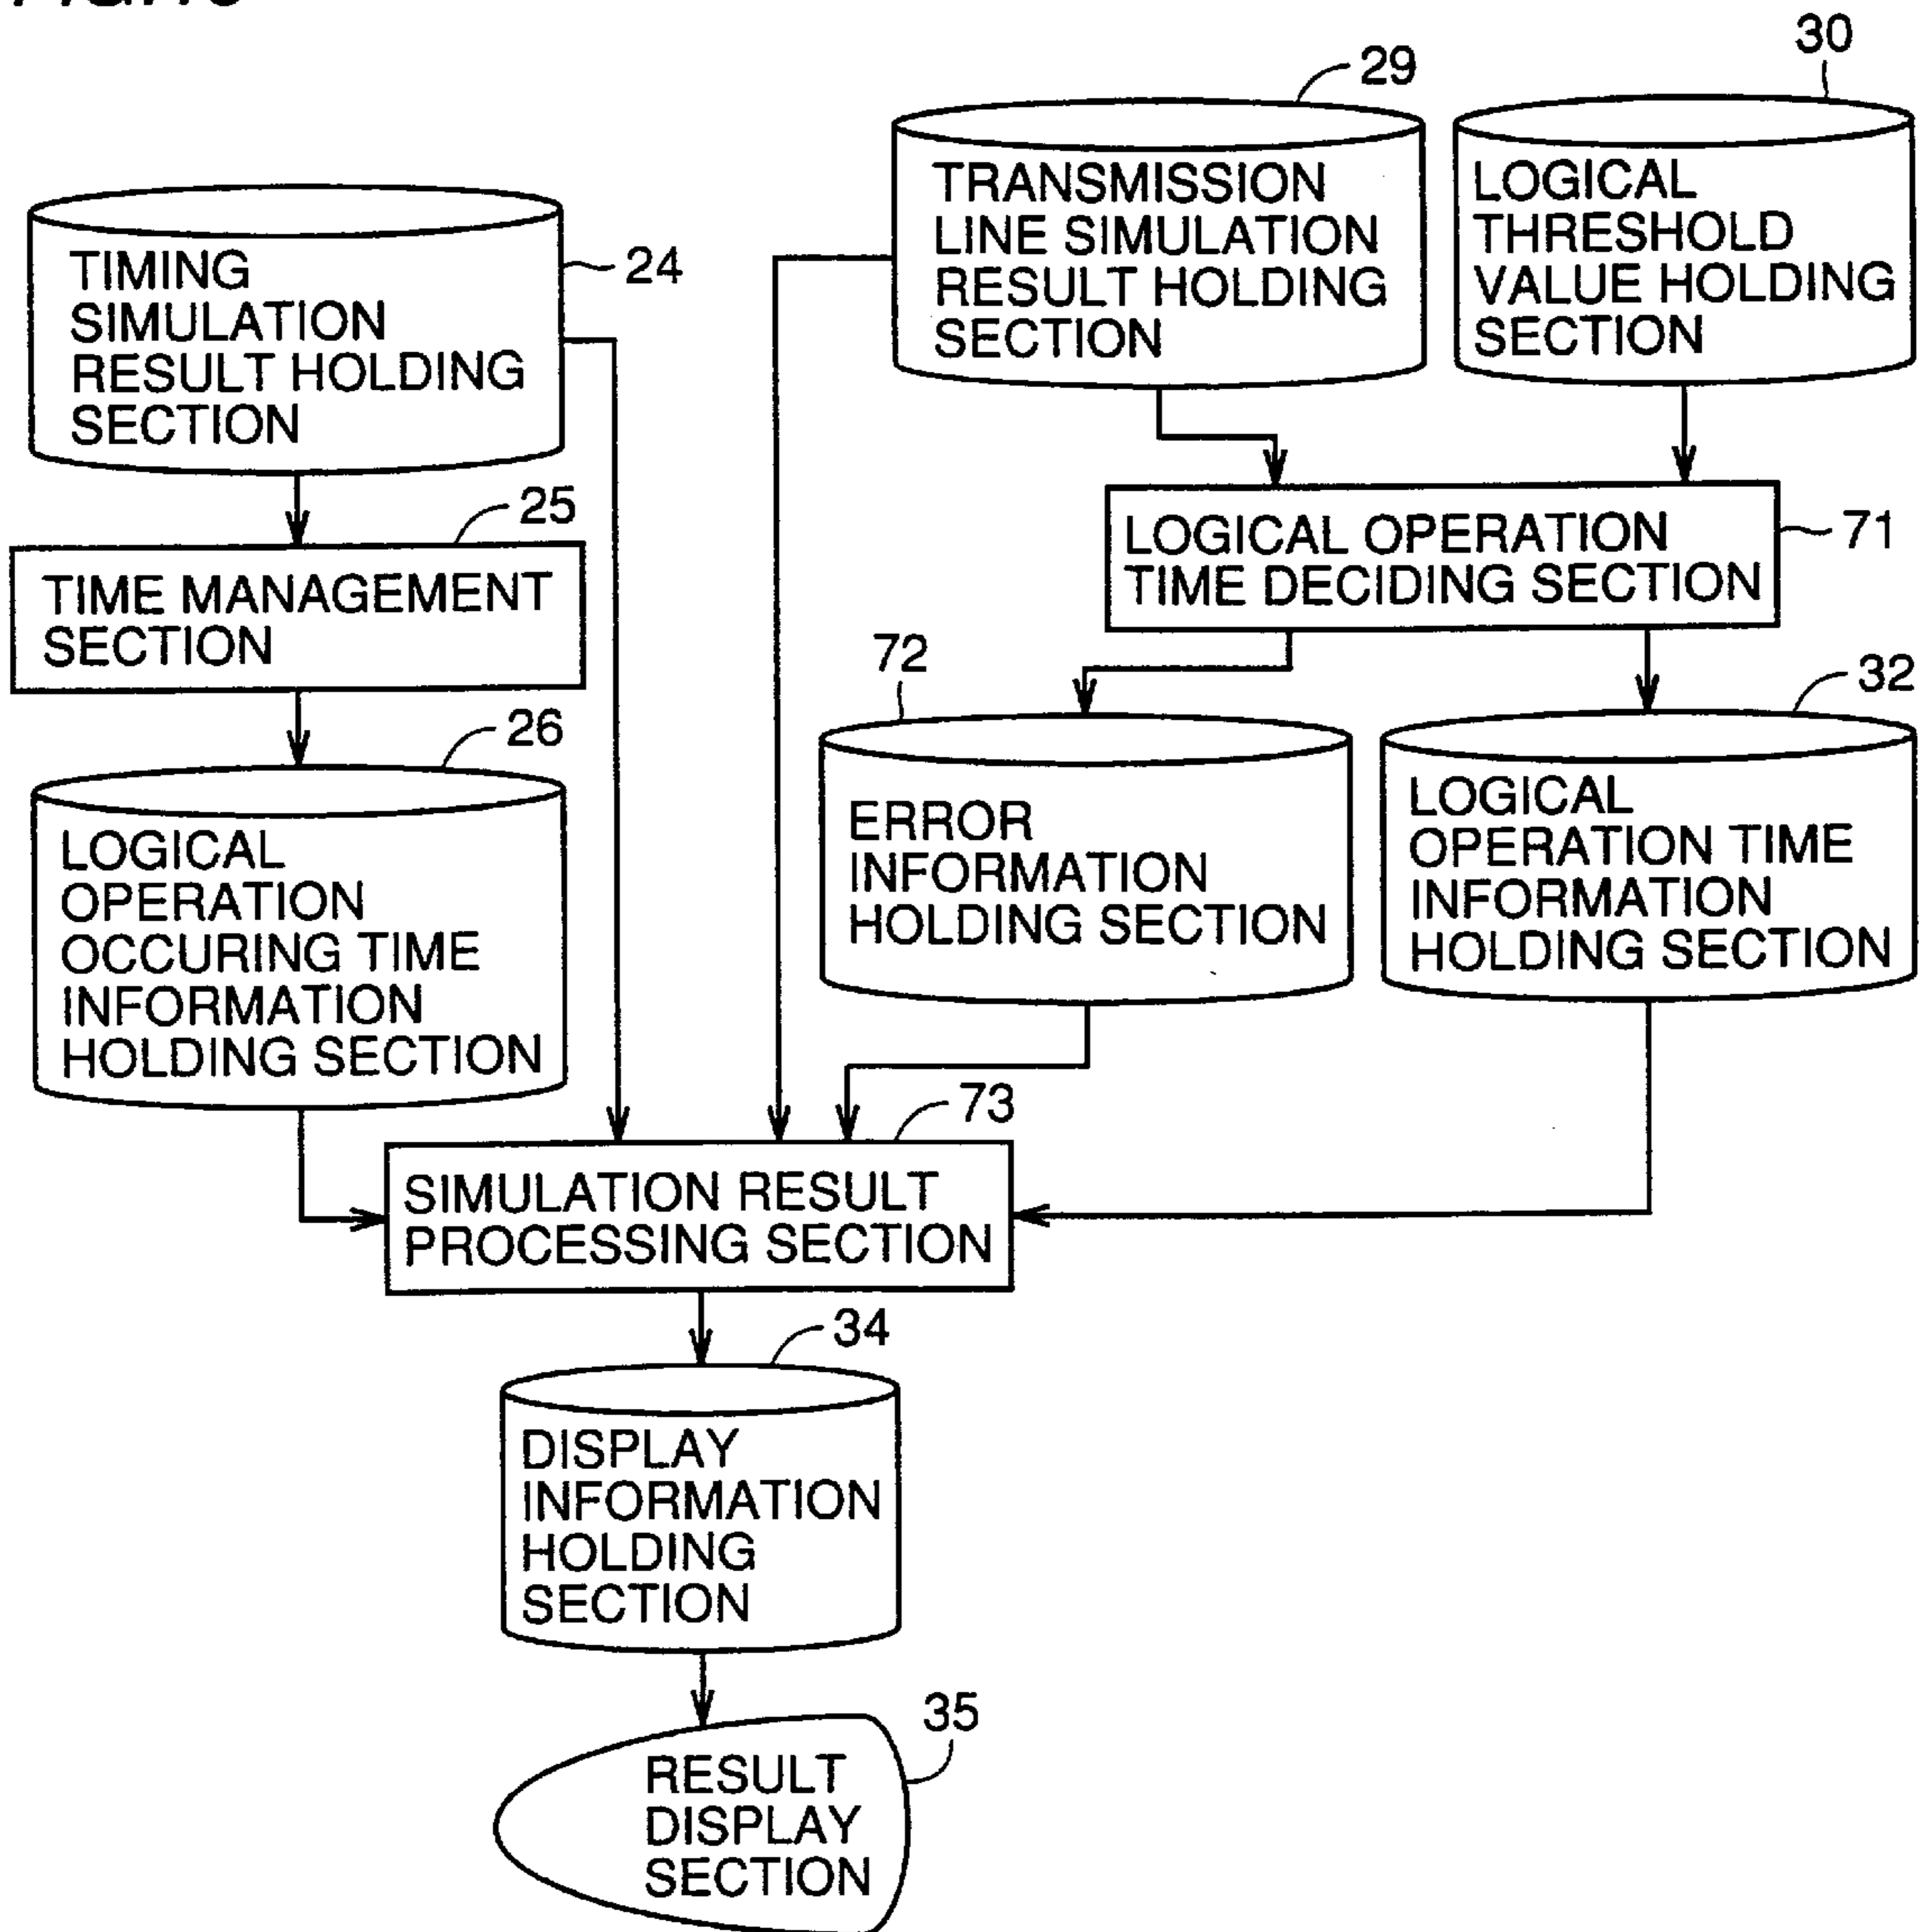 30
29
TRANSMISSION
LINE SIMULATION
RESULT HOLDING
SECTION
LOGICAL
THRESHOLD
VALUE HOLDING
SECTION
TIMING
SIMULATION
RESULT HOLDING
SECTION
24
25
TIME MANAGEMENT
SECTION
LOGICAL OPERATION
TIME DECIDING SECTION
71
72
32
26
LOGICAL
OPERATION
OCCURING TIME
INFORMATION
HOLDING SECTION
ERROR
INFORMATION
HOLDING SECTION
LOGICAL
OPERATION TIME
INFORMATION
HOLDING SECTION
73
SIMULATION RESULT
PROCESSING SECTION
34
DISPLAY
INFORMATION
HOLDING
SECTION
35
RESULT
DISPLAY
SECTION